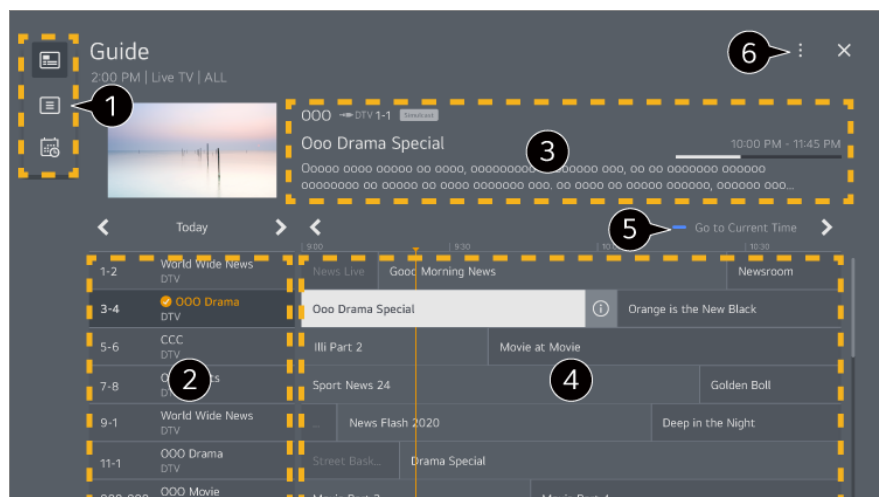 Guide
6
2:00 PM | Live TV | ALL
1
OOO DTV 1-1 Simulcast
Ooo Drama Special
10:00 PM - 11:45 PM
3
Ooooo oooo ooooo oo oooo,
ooo, oo oo ooooooo oooooo
oooooooo oo ooooo oo oooo ooooooo ooo. oo oooo oo ooooo oooooo, oooooo ooo...
Today
5
Go to Current Time
9:00
9:30
10:30
1-2 World Wide News
DTV
News Live
Good Morning News
Newsroom
3-4 OOO Drama
DTV
Ooo Drama Special
Orange is the New Black
5-6 CCC
DTV
Illi Part 2
Movie at Movie
7-8
2
Sport News 24
4
Golden Boll
9-1 World Wide News
DTV
...
News Flash 2020
Deep in the Night
11-1 OOO Drama
DTV
Street Bask...
Drama Special
OOO Movie